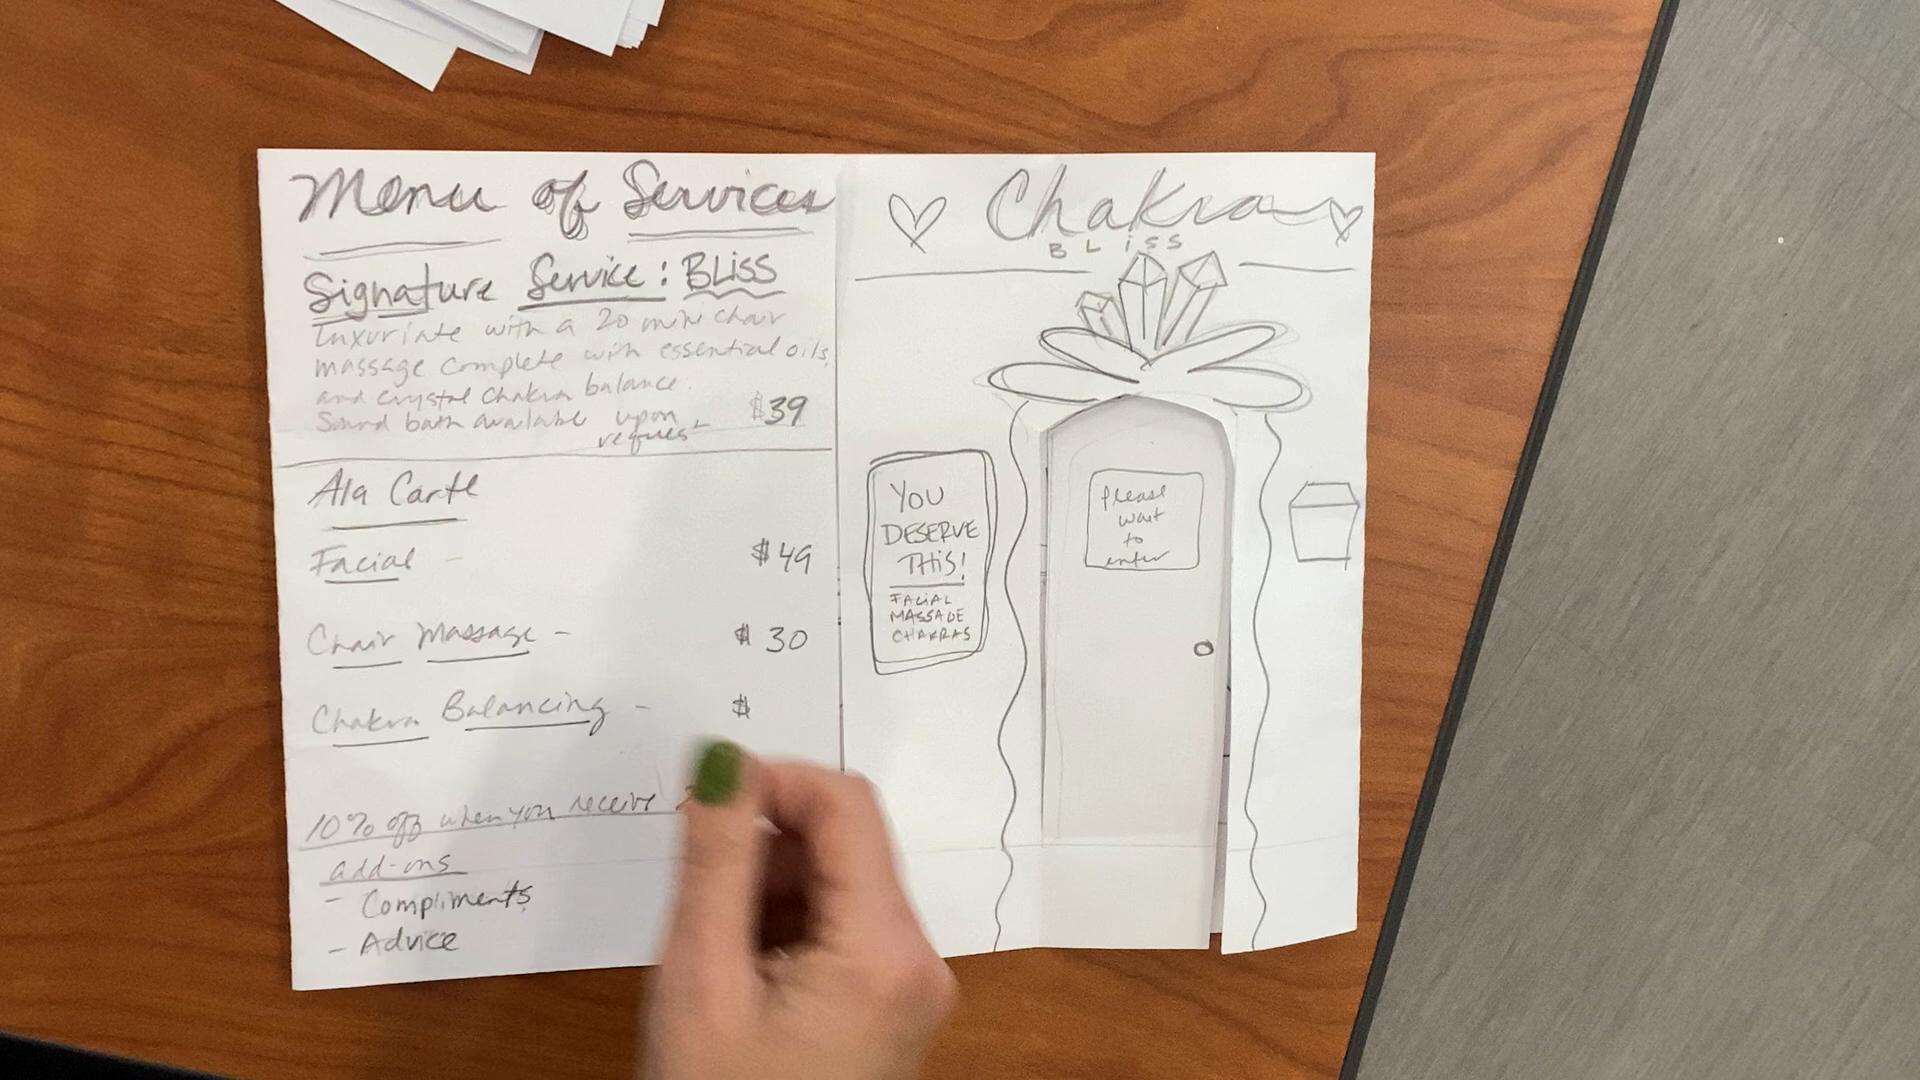 Menu of Services
Signature Service: BLiss
Luxuriate with a 20 min chair
massage complete with essential oils,
and crystal chakra balance.
Sound bath available upon
request
$39
Ala Carte
Facial - $49
Chair Massage - $30
Chakra Balancing - $
10% off when you receive
add-ons
- Compliments
- Advice
Chakra
BLiSS
YOU
DESERVE
THiS!
FACiAL
MASSAGE
CHAKRAS
please
wait
to
enter